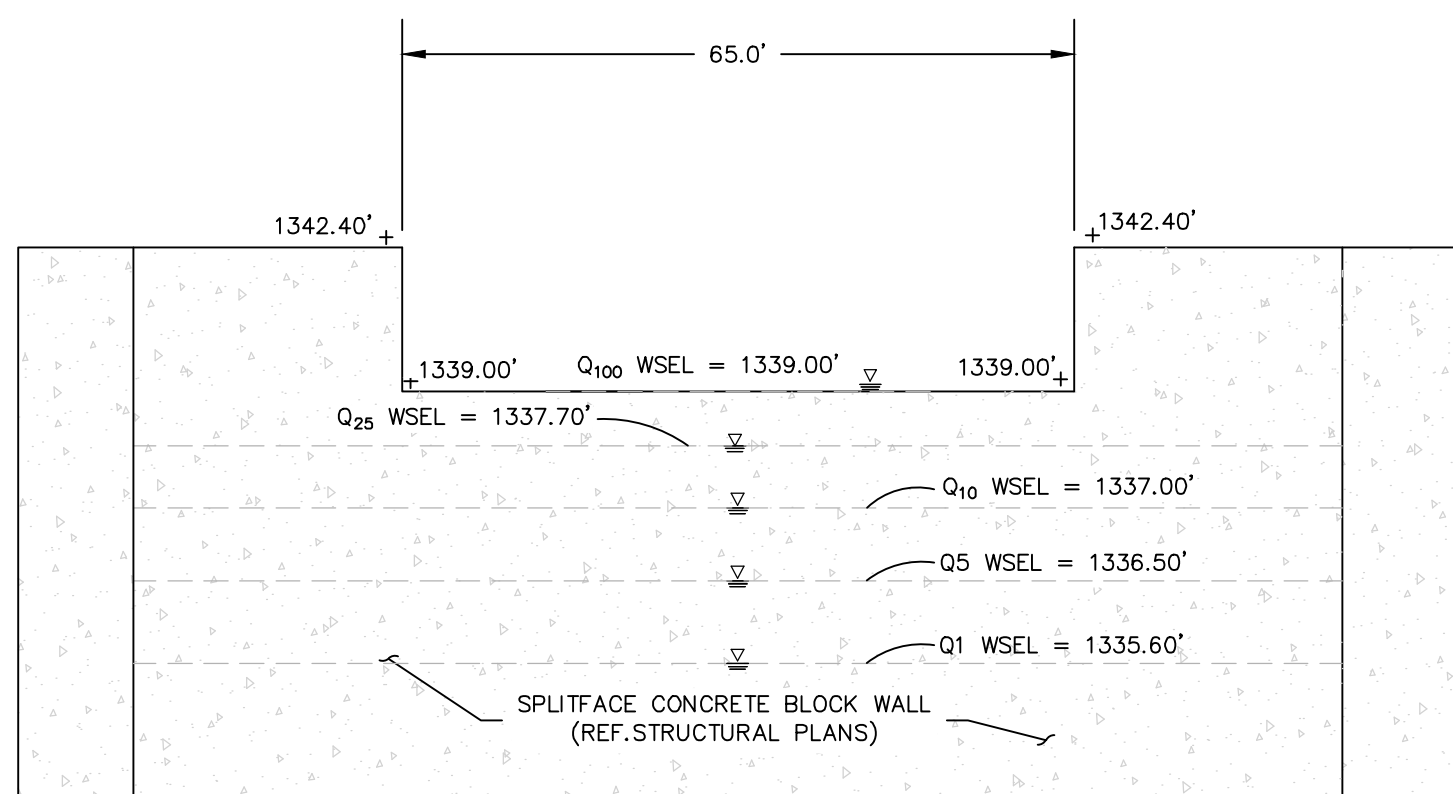 65.0'
1342.40'
1342.40'
1339.00'
Q100 WSEL = 1339.00'
1339.00'
Q25 WSEL = 1337.70'
Q10 WSEL = 1337.00'
Q5 WSEL = 1336.50'
Q1 WSEL = 1335.60'
SPLITFACE CONCRETE BLOCK WALL
(REF.STRUCTURAL PLANS)